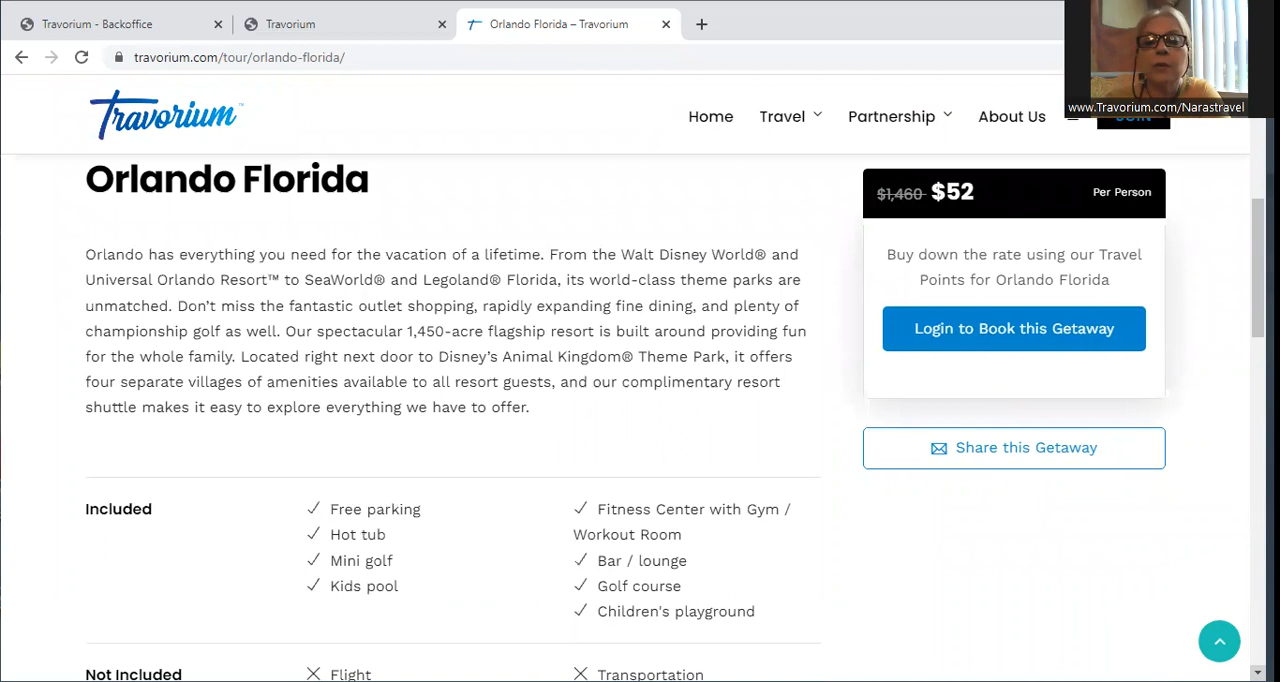 Travorium - Backoffice
Travorium
Orlando Florida – Travorium
travorium.com/tour/orlando-florida/
www.Travorium.com/Narastravel
Travorium™
Home
Travel
Partnership
About Us
JOIN
Orlando Florida
Orlando has everything you need for the vacation of a lifetime. From the Walt Disney World® and
Universal Orlando Resort™ to SeaWorld® and Legoland® Florida, its world-class theme parks are
unmatched. Don’t miss the fantastic outlet shopping, rapidly expanding fine dining, and plenty of
championship golf as well. Our spectacular 1,450-acre flagship resort is built around providing fun
for the whole family. Located right next door to Disney’s Animal Kingdom® Theme Park, it offers
four separate villages of amenities available to all resort guests, and our complimentary resort
shuttle makes it easy to explore everything we have to offer.
$1,460 $52 Per Person
Buy down the rate using our Travel
Points for Orlando Florida
Login to Book this Getaway
Share this Getaway
Included
Free parking
Hot tub
Mini golf
Kids pool
Fitness Center with Gym /
Workout Room
Bar / lounge
Golf course
Children's playground
Not Included
Flight
Transportation